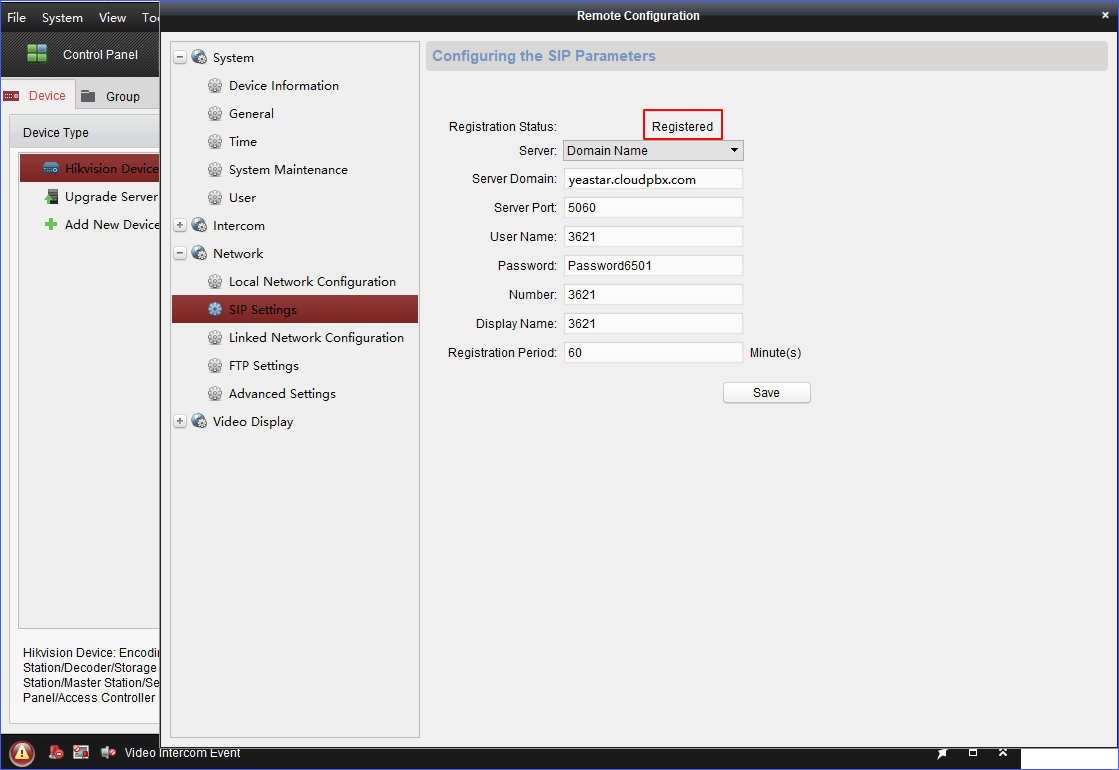 Remote Configuration
×
File System View Too
Control Panel
Device
Group
Device Type
Hikvision Device
Upgrade Server
Add New Device
Hikvision Device: Encodin
Station/Decoder/Storage
Station/Master Station/Se
Panel/Access Controller
System
Device Information
General
Time
System Maintenance
User
Intercom
Network
Local Network Configuration
SIP Settings
Linked Network Configuration
FTP Settings
Advanced Settings
Video Display
Configuring the SIP Parameters
Registration Status: Registered
Server: Domain Name
Server Domain: yeastar.cloudpbx.com
Server Port: 5060
User Name: 3621
Password: Password6501
Number: 3621
Display Name: 3621
Registration Period: 60 Minute(s)
Save
Video Intercom Event